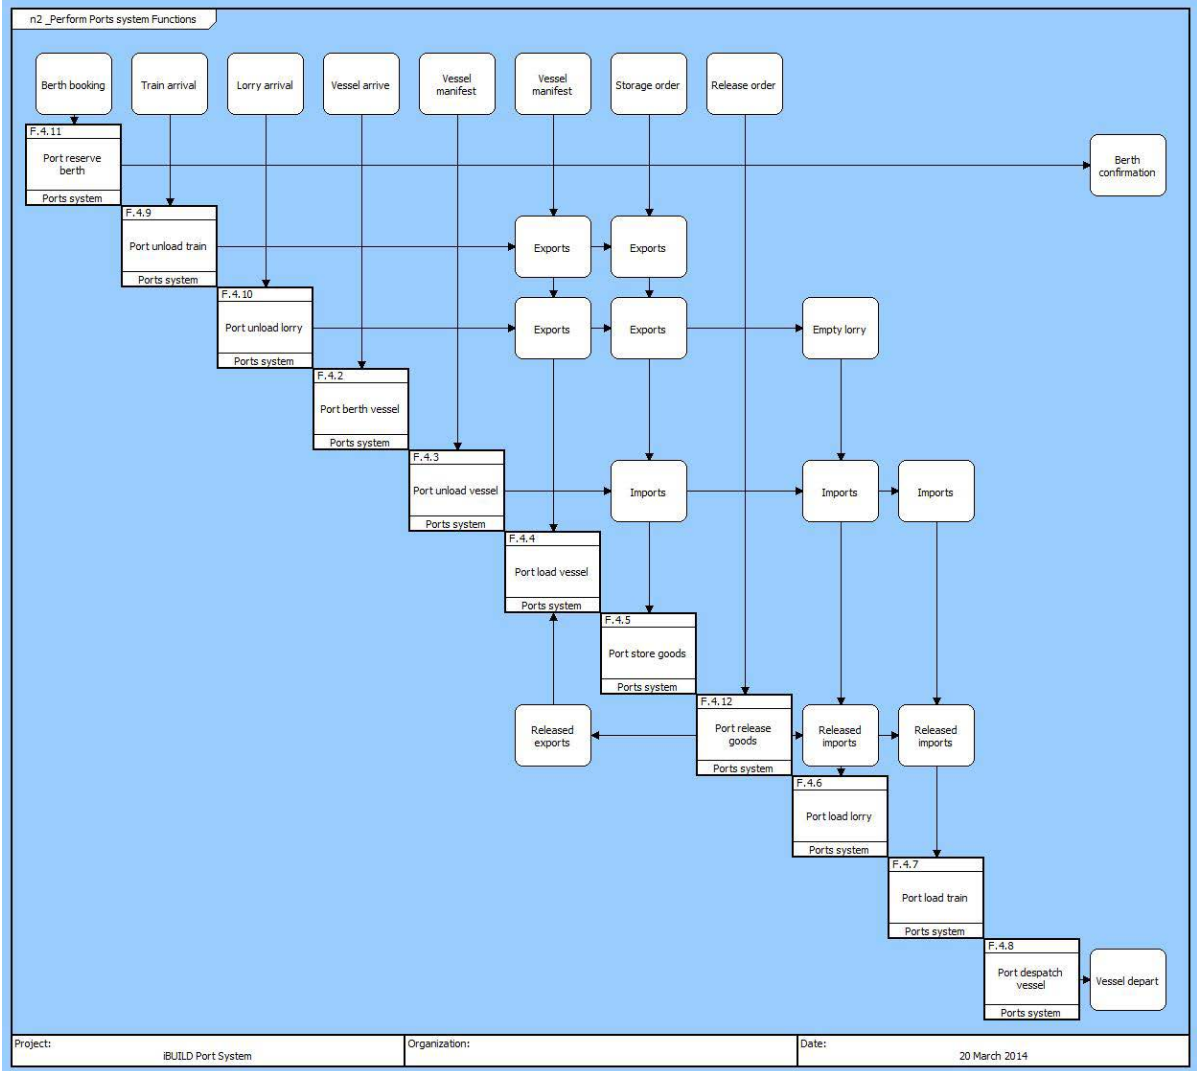 n2 _Perform Ports system Functions
Berth booking
Train arrival
Lorry arrival
Vessel arrive
Vessel
manifest
Vessel
manifest
Storage order
Release order
F.4.11
Port reserve
berth
Ports system
Berth
confirmation
F.4.9
Port unload train
Ports system
Exports
Exports
F.4.10
Port unload lorry
Ports system
Exports
Exports
Empty lorry
F.4.2
Port berth vessel
Ports system
F.4.3
Port unload vessel
Ports system
Imports
Imports
Imports
F.4.4
Port load vessel
Ports system
F.4.5
Port store goods
Ports system
Released
exports
F.4.12
Port release
goods
Ports system
Released
imports
Released
imports
F.4.6
Port load lorry
Ports system
F.4.7
Port load train
Ports system
F.4.8
Port despatch
vessel
Ports system
Vessel depart
Project:
iBUILD Port System
Organization:
Date:
20 March 2014